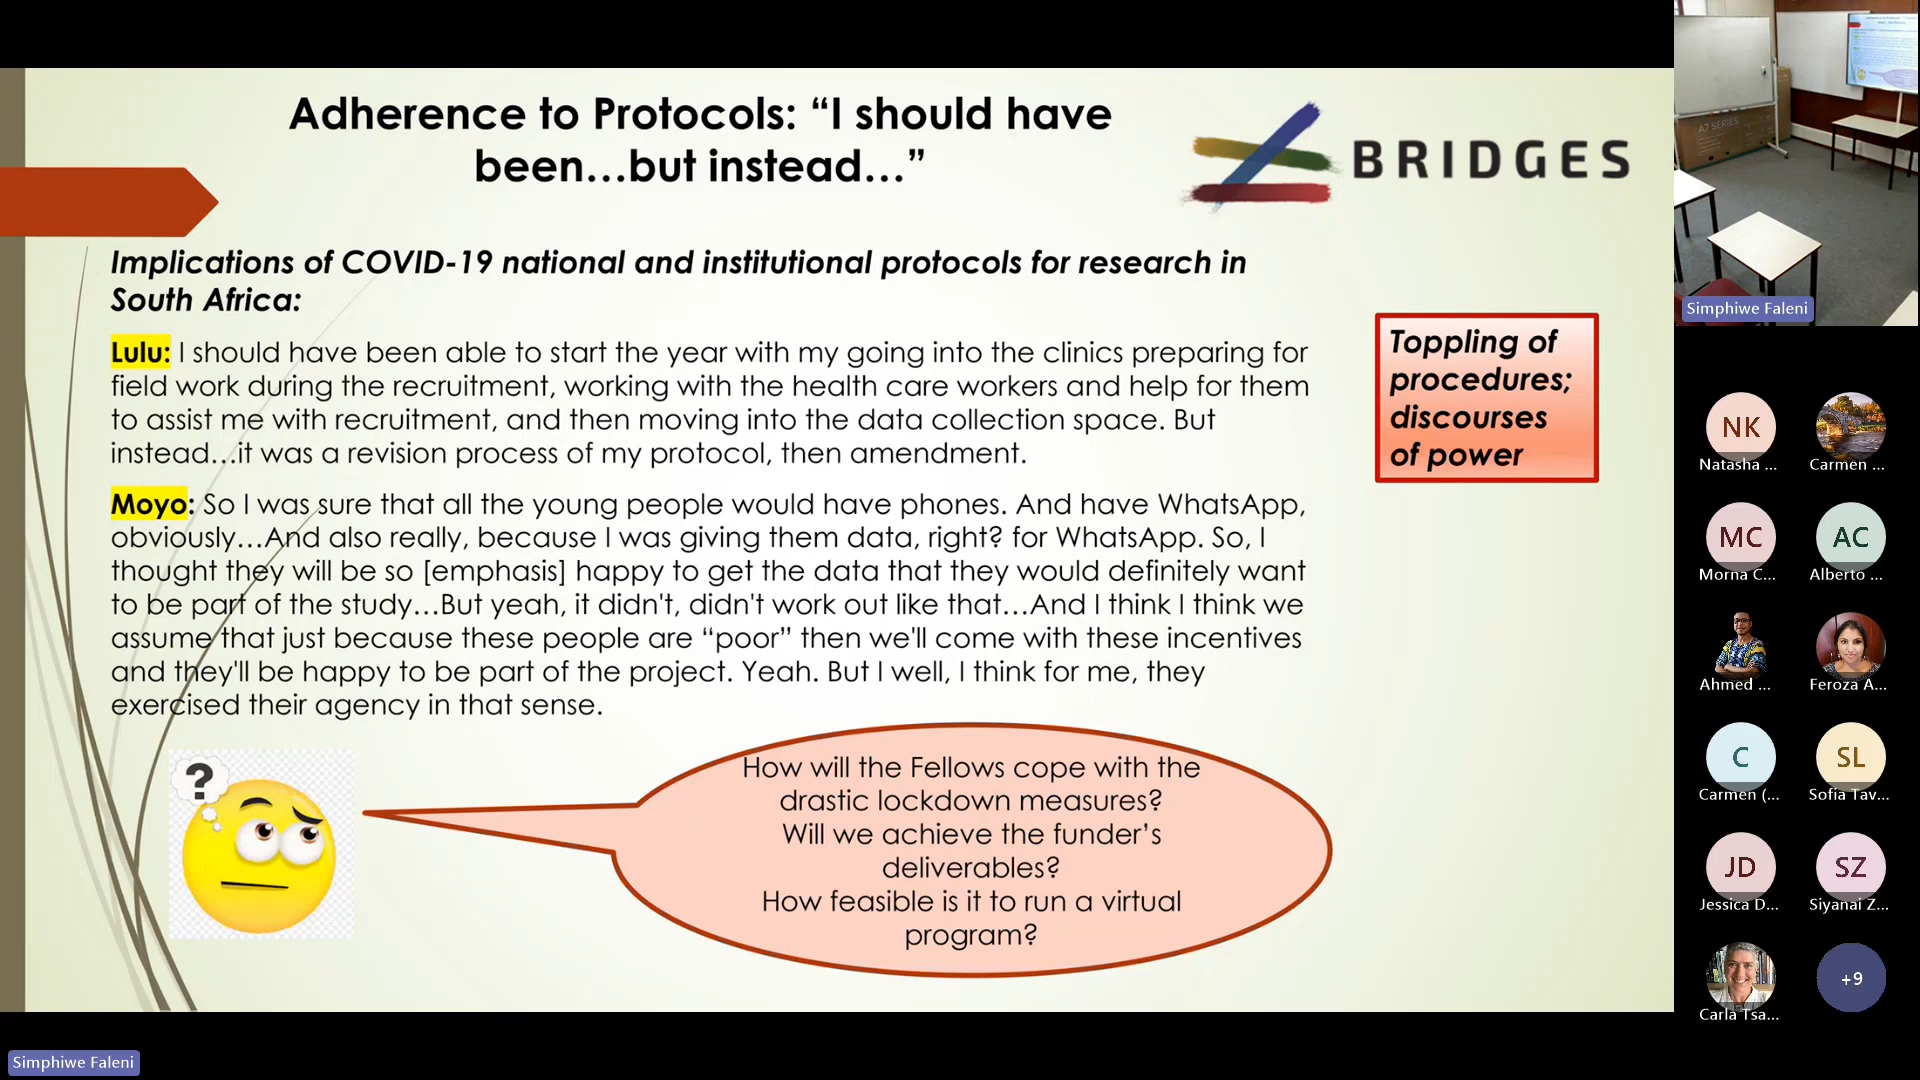 Adherence to Protocols: “I should have
been…but instead…”
BRIDGES
Implications of COVID-19 national and institutional protocols for research in
South Africa:
Lulu: I should have been able to start the year with my going into the clinics preparing for
field work during the recruitment, working with the health care workers and help for them
to assist me with recruitment, and then moving into the data collection space. But
instead…it was a revision process of my protocol, then amendment.
Moyo: So I was sure that all the young people would have phones. And have WhatsApp,
obviously…And also really, because I was giving them data, right? for WhatsApp. So, I
thought they will be so [emphasis] happy to get the data that they would definitely want
to be part of the study…But yeah, it didn't, didn't work out like that…And I think I think we
assume that just because these people are “poor” then we'll come with these incentives
and they'll be happy to be part of the project. Yeah. But I well, I think for me, they
exercised their agency in that sense.
Toppling of
procedures;
discourses
of power
?
How will the Fellows cope with the
drastic lockdown measures?
Will we achieve the funder’s
deliverables?
How feasible is it to run a virtual
program?
Simphiwe Faleni
A7 SERIES
Simphiwe Faleni
NK
Natasha ...
Carmen ...
MC
Morna C...
AC
Alberto ...
Ahmed ...
Feroza A...
C
Carmen (...
SL
Sofia Tav...
JD
Jessica D...
SZ
Siyanai Z...
Carla Tsa...
+9